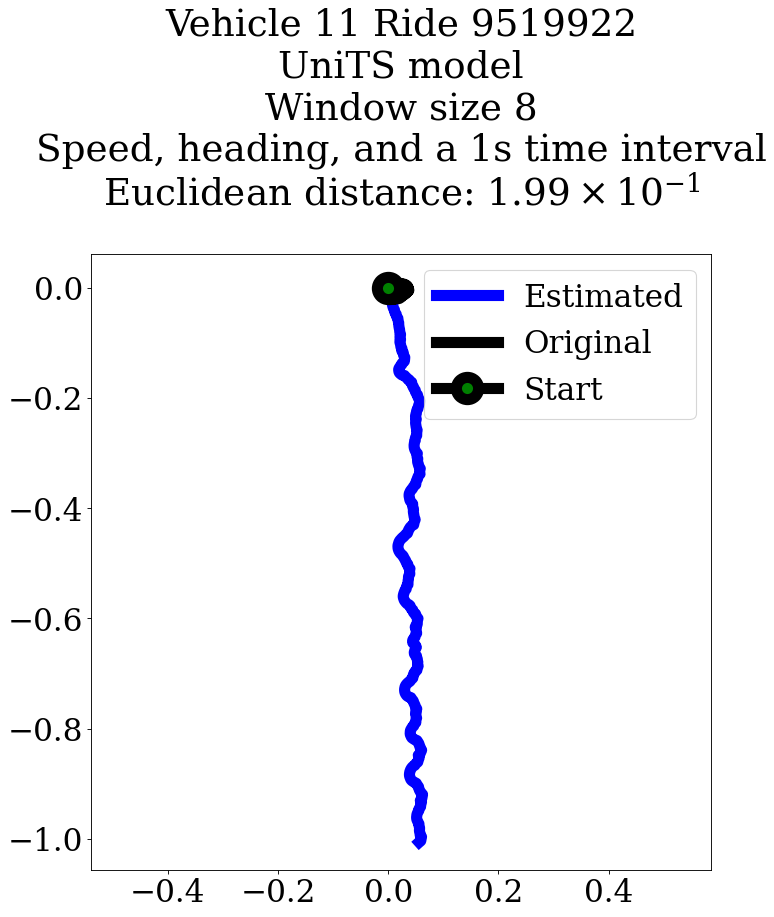 Vehicle 11 Ride 9519922
UniTS model
Window size 8
Speed, heading, and a 1s time interval
Euclidean distance: 1.99 × 10⁻¹
0.0
−0.2
−0.4
−0.6
−0.8
−1.0
Estimated
Original
Start
−0.4 −0.2 0.0 0.2 0.4